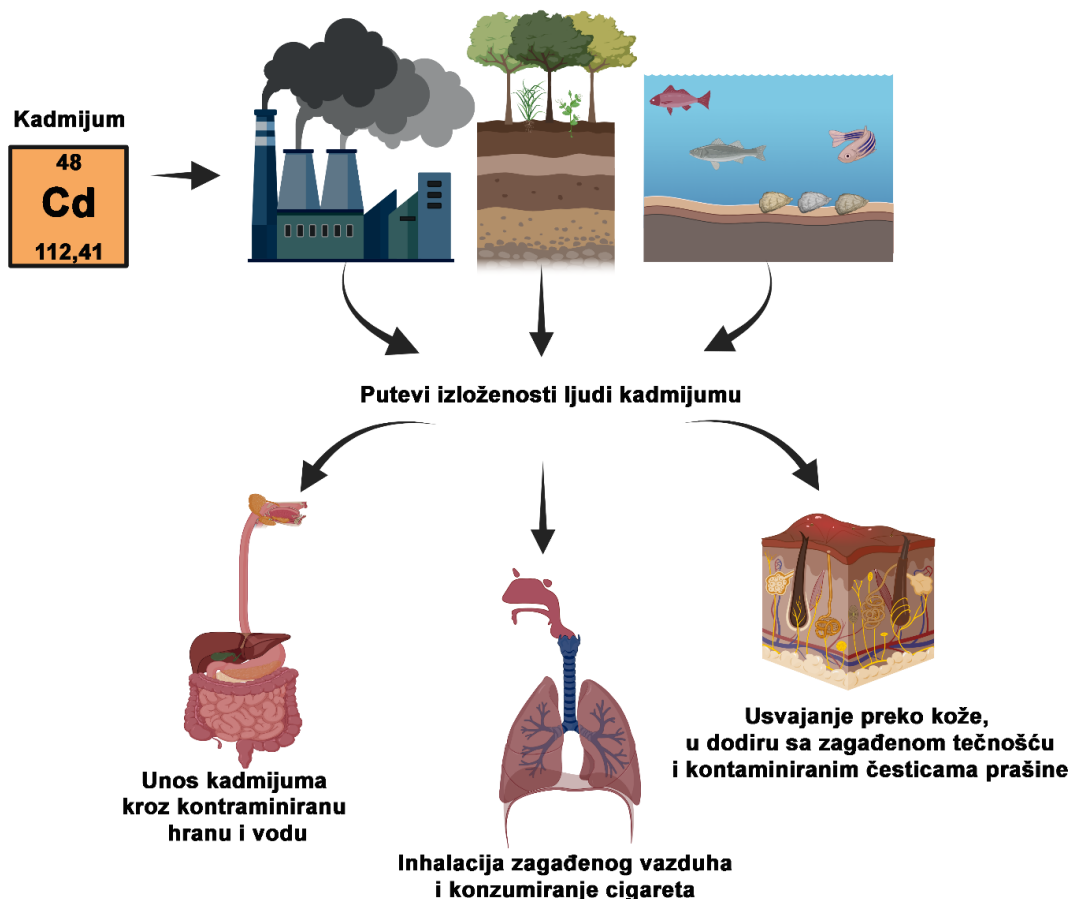 Kadmijum
48
Cd
112,41
Putevi izloženosti ljudi kadmijumu
Unos kadmijuma
kroz kontraminiranu
hranu i vodu
Inhalacija zagađenog vazduha
i konzumiranje cigareta
Usvajanje preko kože,
u dodiru sa zagađenom tečnošću
i kontaminiranim česticama prašine